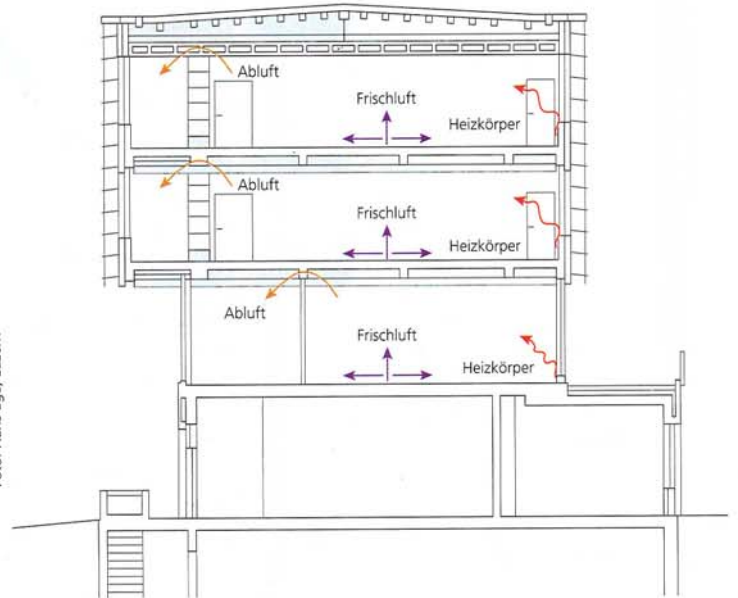 Abluft
Frischluft
Heizkörper
Abluft
Frischluft
Heizkörper
Abluft
Frischluft
Heizkörper